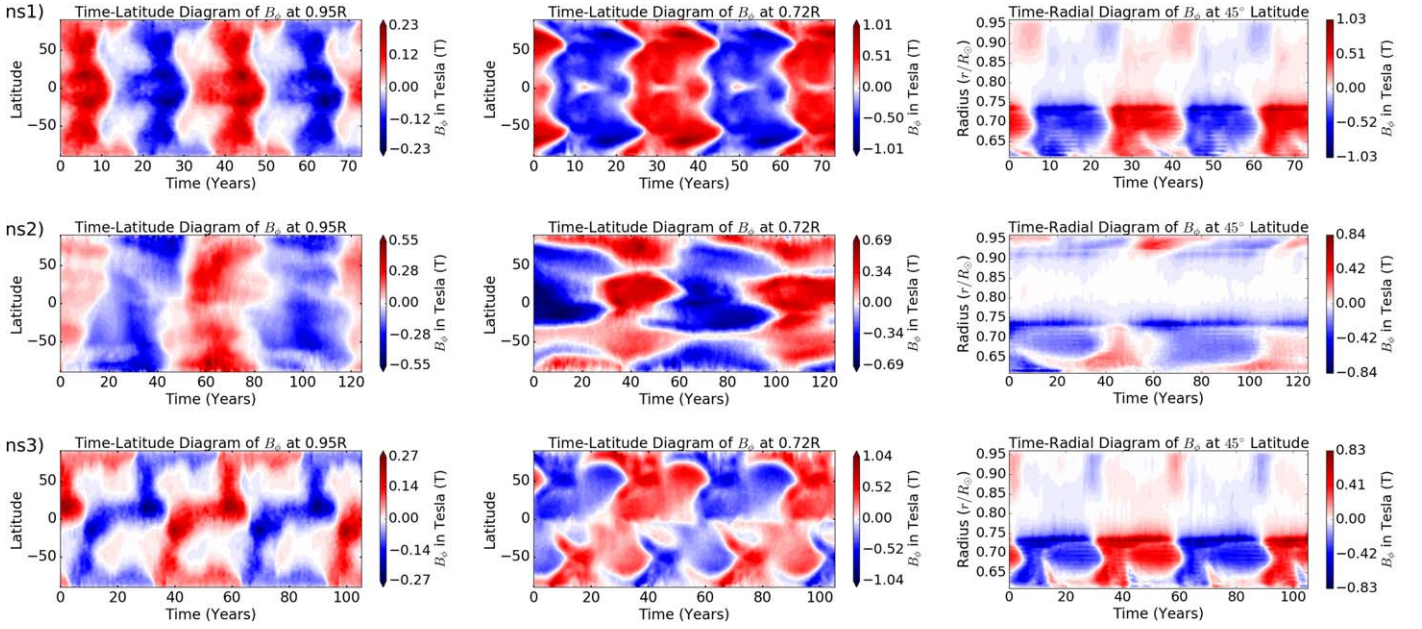 ns1)
Time-Latitude Diagram of B_ϕ at 0.95R
Latitude
50
0
−50
0 10 20 30 40 50 60 70
Time (Years)
0.23
0.12
0.00
−0.12
−0.23
B_ϕ in Tesla (T)
Time-Latitude Diagram of B_ϕ at 0.72R
Latitude
50
0
−50
0 10 20 30 40 50 60 70
Time (Years)
1.01
0.51
0.00
−0.51
−1.01
B_ϕ in Tesla (T)
Time-Radial Diagram of B_ϕ at 45° Latitude
Radius (r/R_⊙)
0.95
0.90
0.85
0.80
0.75
0.70
0.65
0 10 20 30 40 50 60 70
Time (Years)
1.03
0.51
0.00
−0.52
−1.03
B_ϕ in Tesla (T)
ns2)
Time-Latitude Diagram of B_ϕ at 0.95R
Latitude
50
0
−50
0 20 40 60 80 100 120
Time (Years)
0.55
0.28
0.00
−0.28
−0.55
B_ϕ in Tesla (T)
Time-Latitude Diagram of B_ϕ at 0.72R
Latitude
50
0
−50
0 20 40 60 80 100 120
Time (Years)
0.69
0.34
0.00
−0.34
−0.69
B_ϕ in Tesla (T)
Time-Radial Diagram of B_ϕ at 45° Latitude
Radius (r/R_⊙)
0.95
0.90
0.85
0.80
0.75
0.70
0.65
0 20 40 60 80 100 120
Time (Years)
0.84
0.42
0.00
−0.42
−0.84
B_ϕ in Tesla (T)
ns3)
Time-Latitude Diagram of B_ϕ at 0.95R
Latitude
50
0
−50
0 20 40 60 80 100
Time (Years)
0.27
0.14
0.00
−0.14
−0.27
B_ϕ in Tesla (T)
Time-Latitude Diagram of B_ϕ at 0.72R
Latitude
50
0
−50
0 20 40 60 80 100
Time (Years)
1.04
0.52
0.00
−0.52
−1.04
B_ϕ in Tesla (T)
Time-Radial Diagram of B_ϕ at 45° Latitude
Radius (r/R_⊙)
0.95
0.90
0.85
0.80
0.75
0.70
0.65
0 20 40 60 80 100
Time (Years)
0.83
0.41
0.00
−0.42
−0.83
B_ϕ in Tesla (T)